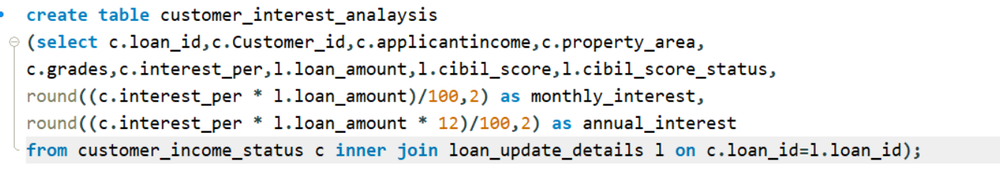 create table customer_interest_analaysis
(select c.loan_id,c.Customer_id,c.applicantincome,c.property_area,
c.grades,c.interest_per,l.loan_amount,l.cibil_score,l.cibil_score_status,
round((c.interest_per * l.loan_amount)/100,2) as monthly_interest,
round((c.interest_per * l.loan_amount * 12)/100,2) as annual_interest
from customer_income_status c inner join loan_update_details l on c.loan_id=l.loan_id);